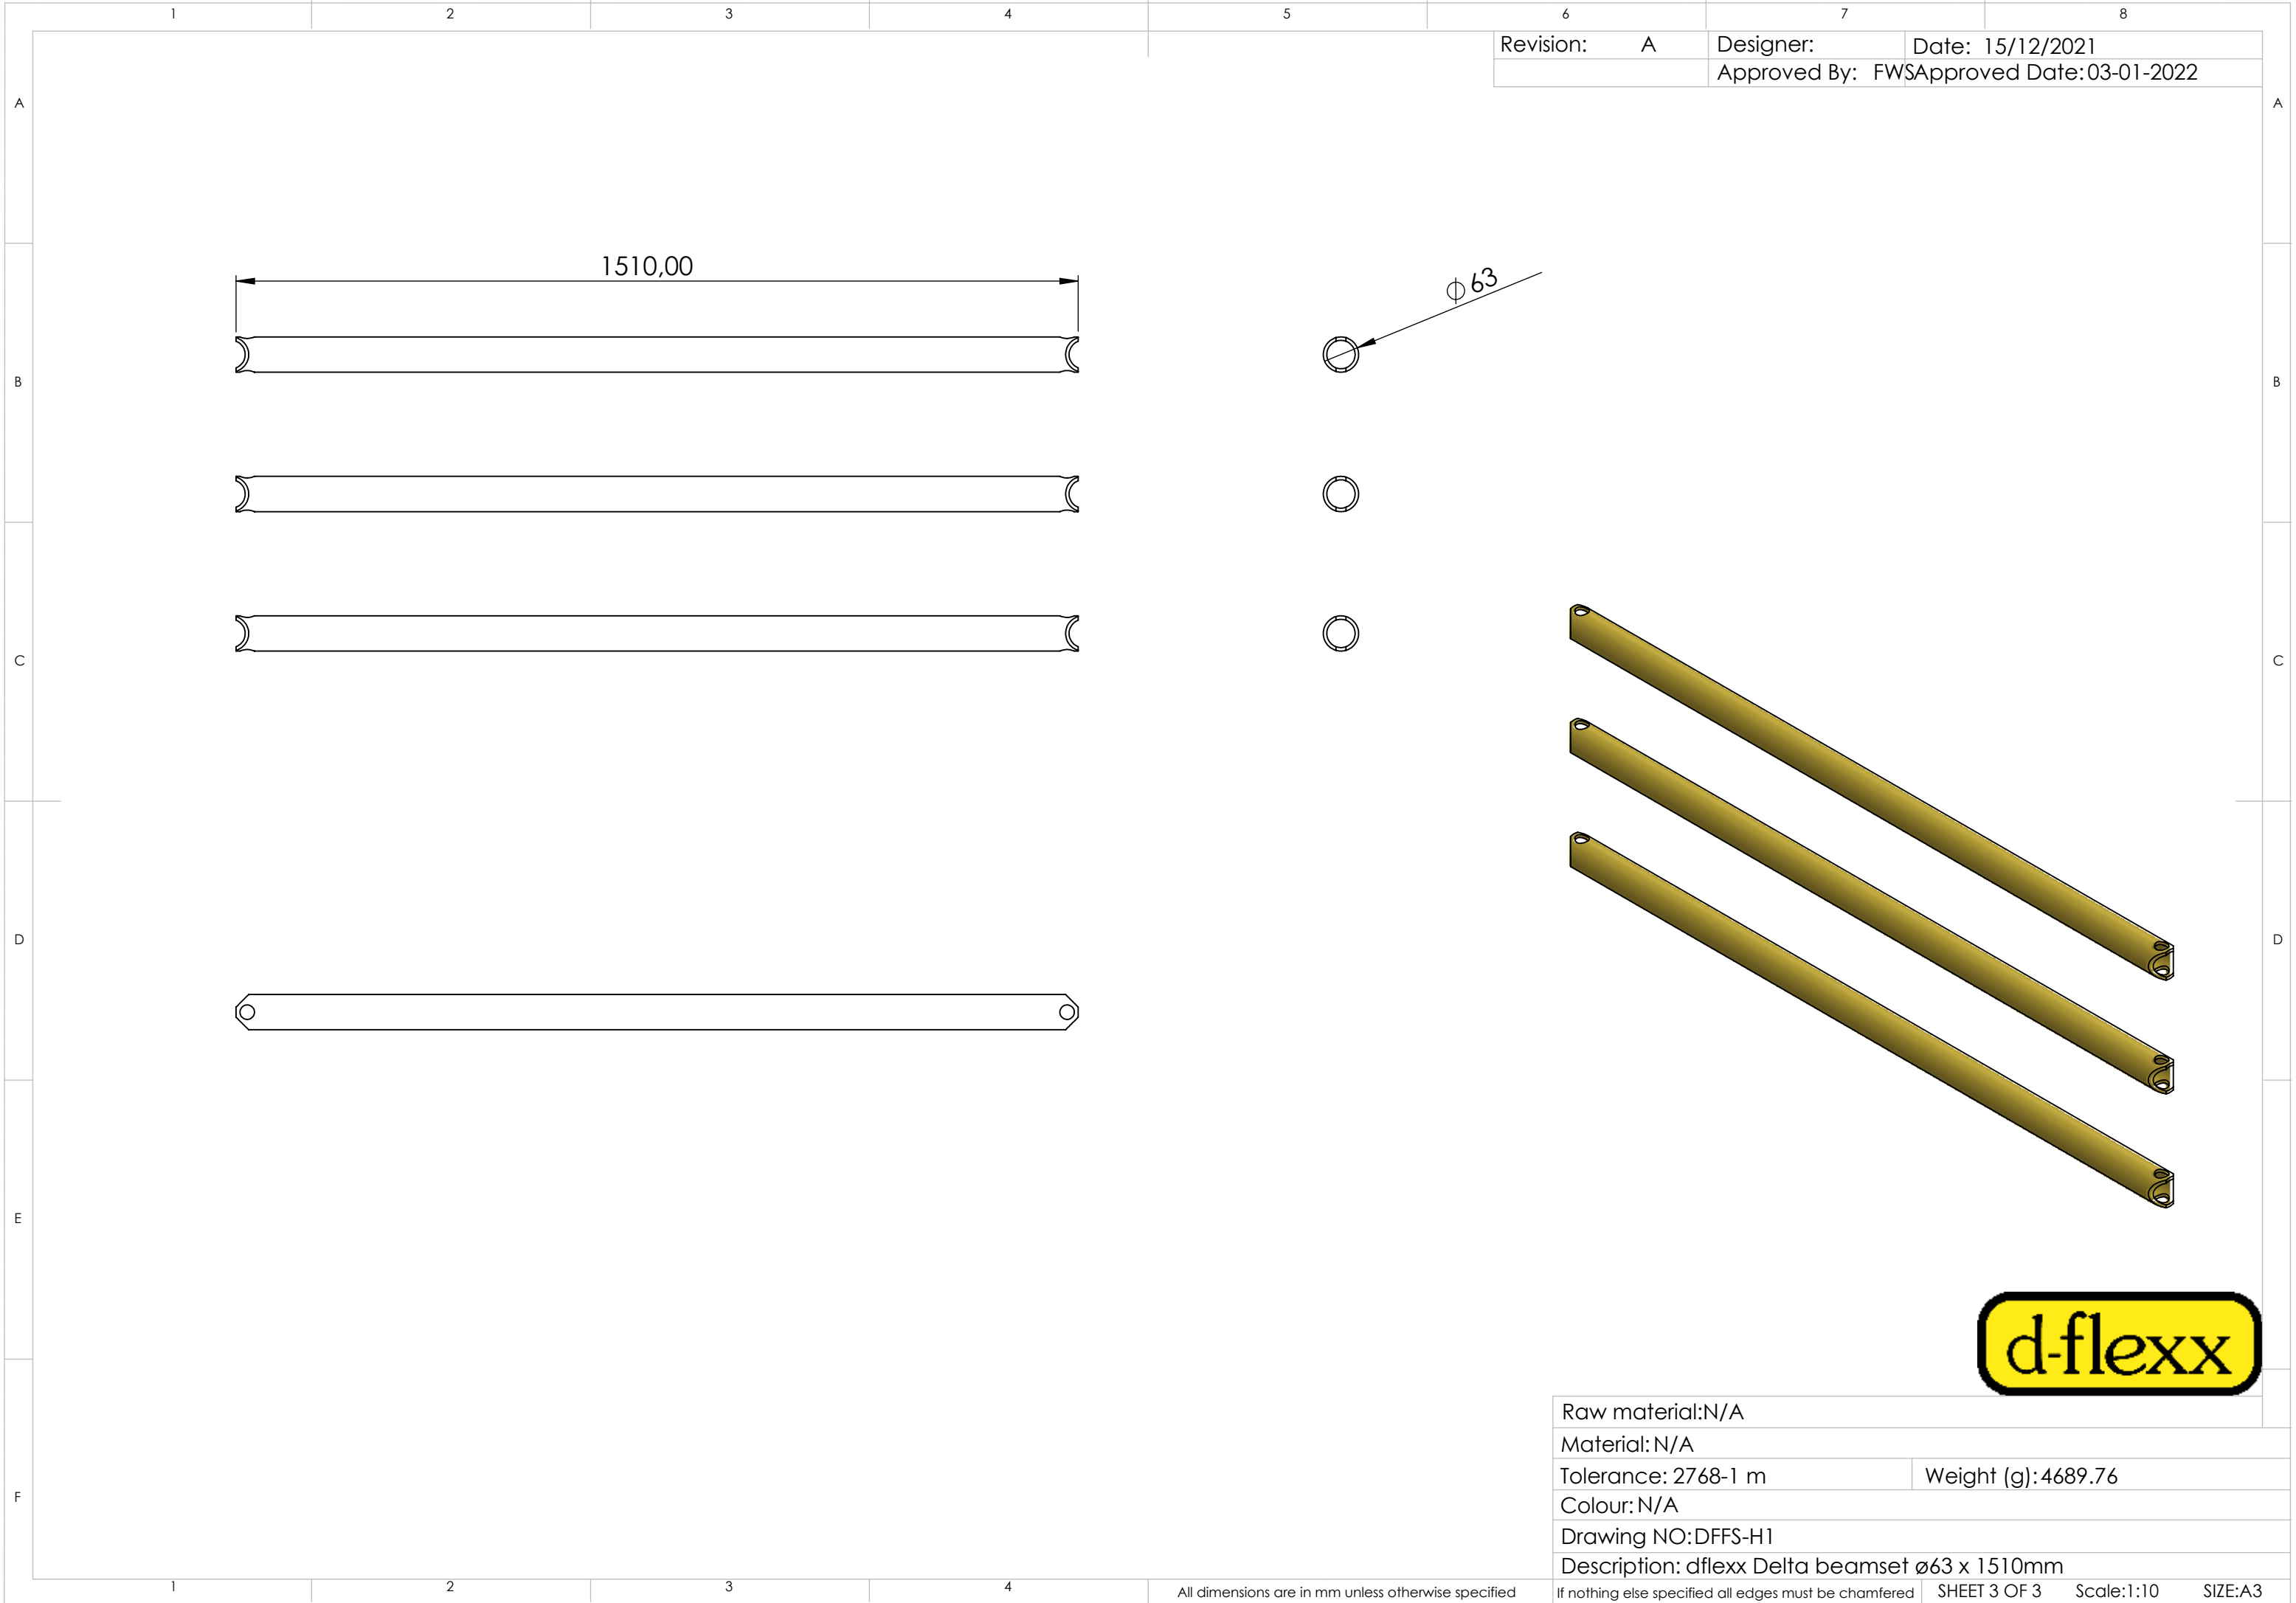 1 2 3 4 5 6 7 8
Revision: A Designer: Date: 15/12/2021
Approved By: FWS Approved Date: 03-01-2022
A A
1510,00
⌀ 63
B B
C C
D D
E
d-flexx
Raw material:N/A
Material: N/A
Tolerance: 2768-1 m Weight (g): 4689.76
F
Colour: N/A
Drawing NO: DFFS-H1
Description: dflexx Delta beamset ø63 x 1510mm
1 2 3 4 All dimensions are in mm unless otherwise specified If nothing else specified all edges must be chamfered SHEET 3 OF 3 Scale:1:10 SIZE:A3